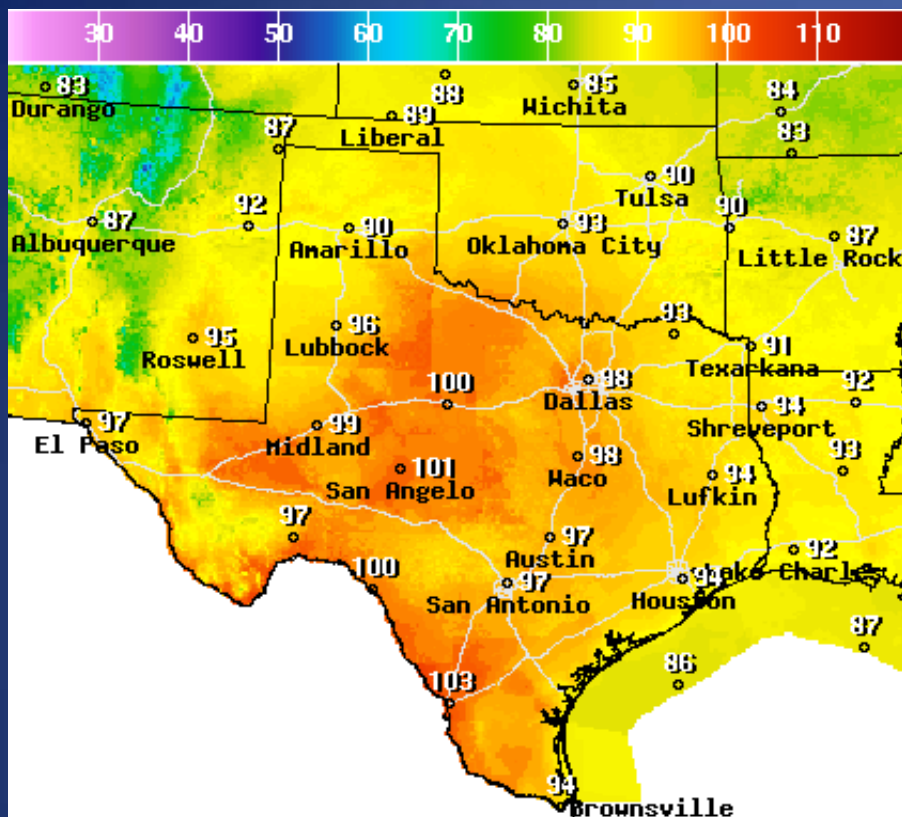 30 40 50 60 70 80 90 100 110
83
Durango
88
85
Wichita
84
89
Liberal
83
87
90
Tulsa
92
87
Albuquerque
90
Amarillo
93
Oklahoma City
90
87
Little Rock
95
Roswell
96
Lubbock
93
91
Texarkana
98
Dallas
100
92
94
Shreveport
97
El Paso
99
Midland
101
San Angelo
98
Waco
94
Lufkin
93
97
97
Austin
92
Lake Charles
100
97
San Antonio
94
Houston
87
86
103
94
Brownsville